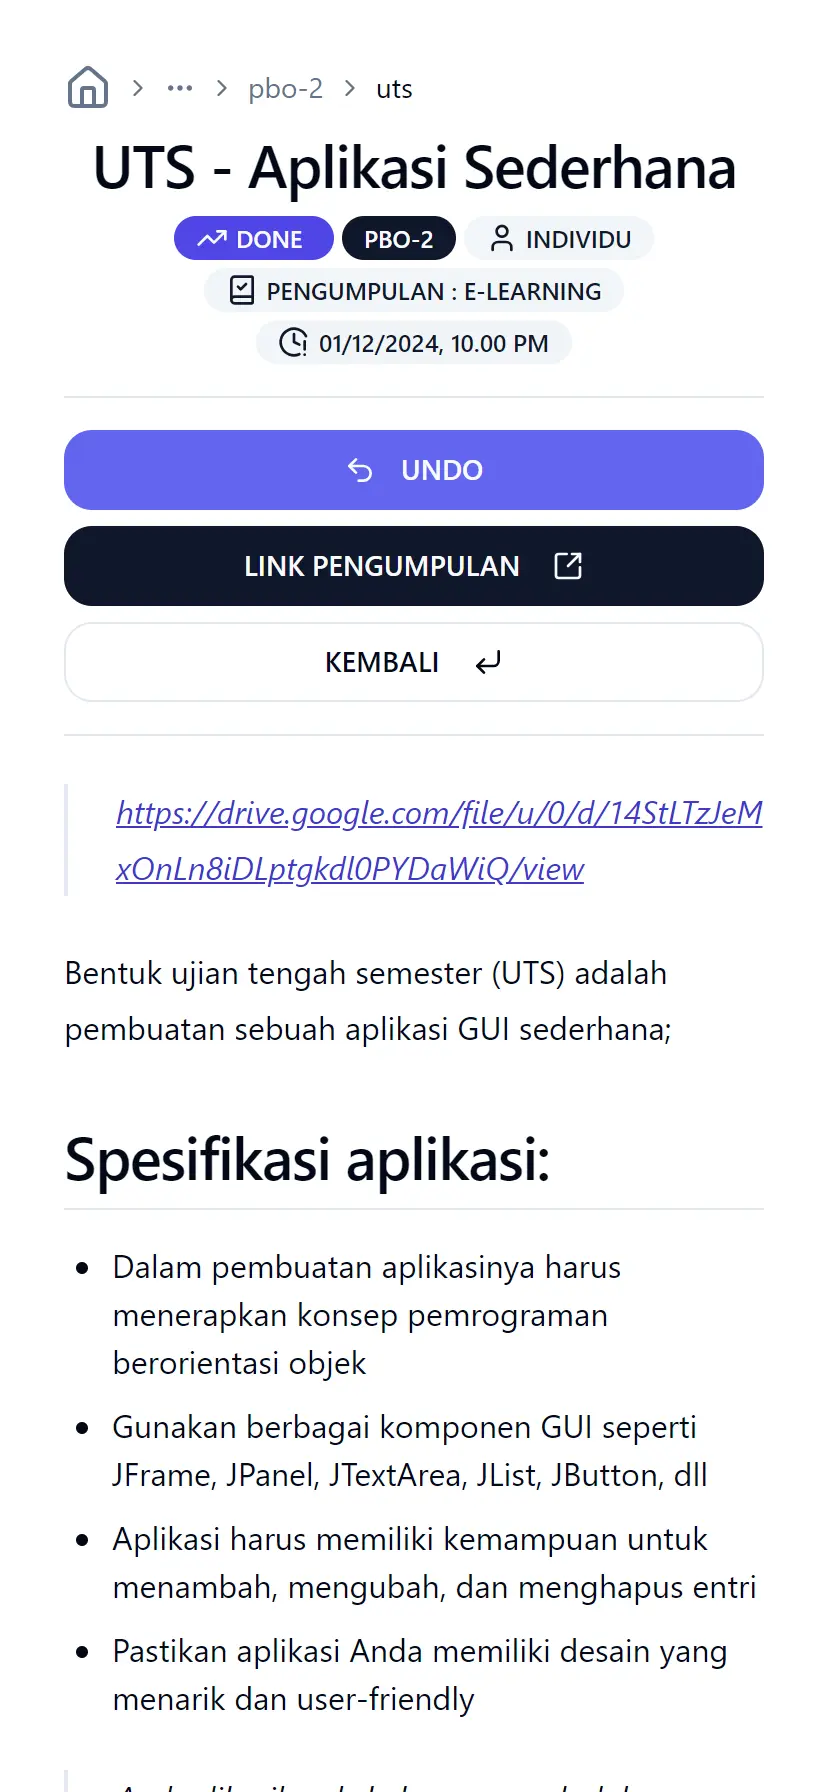 pbo-2 uts
UTS - Aplikasi Sederhana
DONE PBO-2 INDIVIDU
PENGUMPULAN : E-LEARNING
01/12/2024, 10.00 PM
UNDO
LINK PENGUMPULAN
KEMBALI
https://drive.google.com/file/u/0/d/14StLTzJeM
xOnLn8iDLptgkdl0PYDaWiQ/view
Bentuk ujian tengah semester (UTS) adalah
pembuatan sebuah aplikasi GUI sederhana;
Spesifikasi aplikasi:
Dalam pembuatan aplikasinya harus
menerapkan konsep pemrograman
berorientasi objek
Gunakan berbagai komponen GUI seperti
JFrame, JPanel, JTextArea, JList, JButton, dll
Aplikasi harus memiliki kemampuan untuk
menambah, mengubah, dan menghapus entri
Pastikan aplikasi Anda memiliki desain yang
menarik dan user-friendly